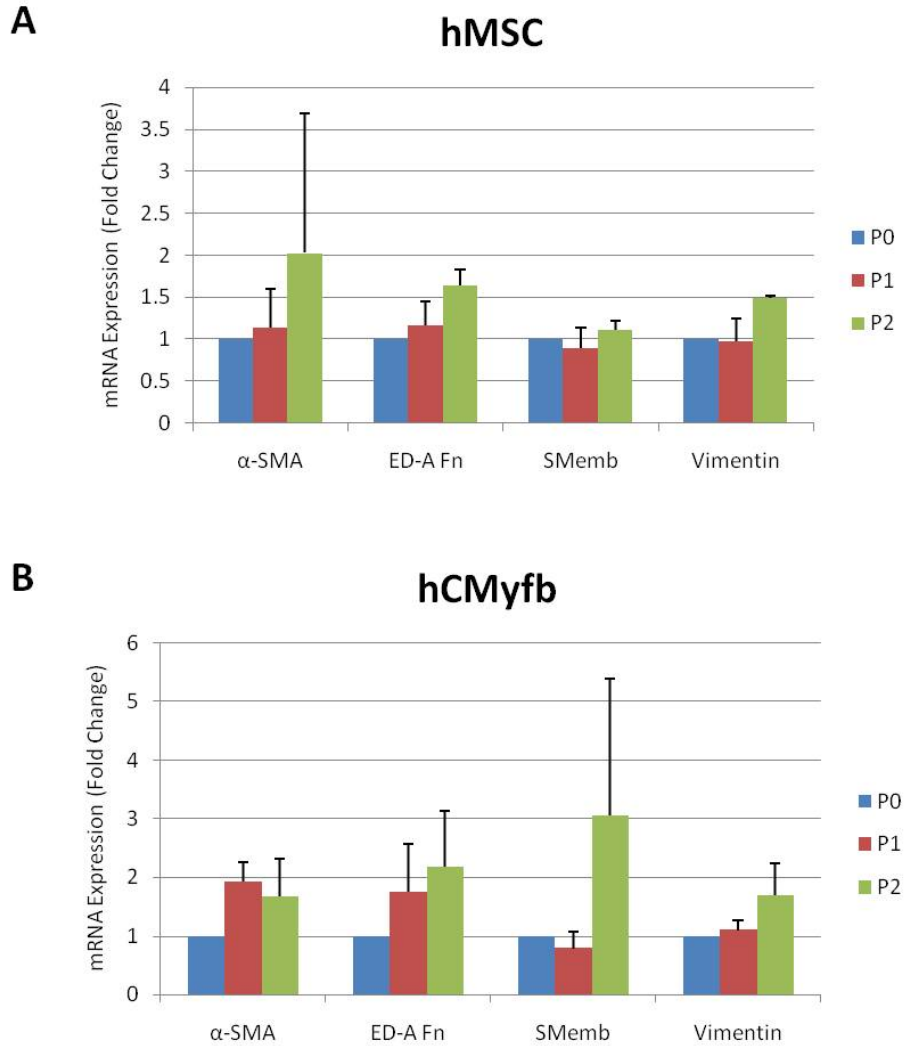 A
hMSC
mRNA Expression (Fold Change)
4
3.5
3
2.5
2
1.5
1
0.5
0
α-SMA
ED-A Fn
SMemb
Vimentin
P0
P1
P2
B
hCMyfb
mRNA Expression (Fold Change)
6
5
4
3
2
1
0
α-SMA
ED-A Fn
SMemb
Vimentin
P0
P1
P2